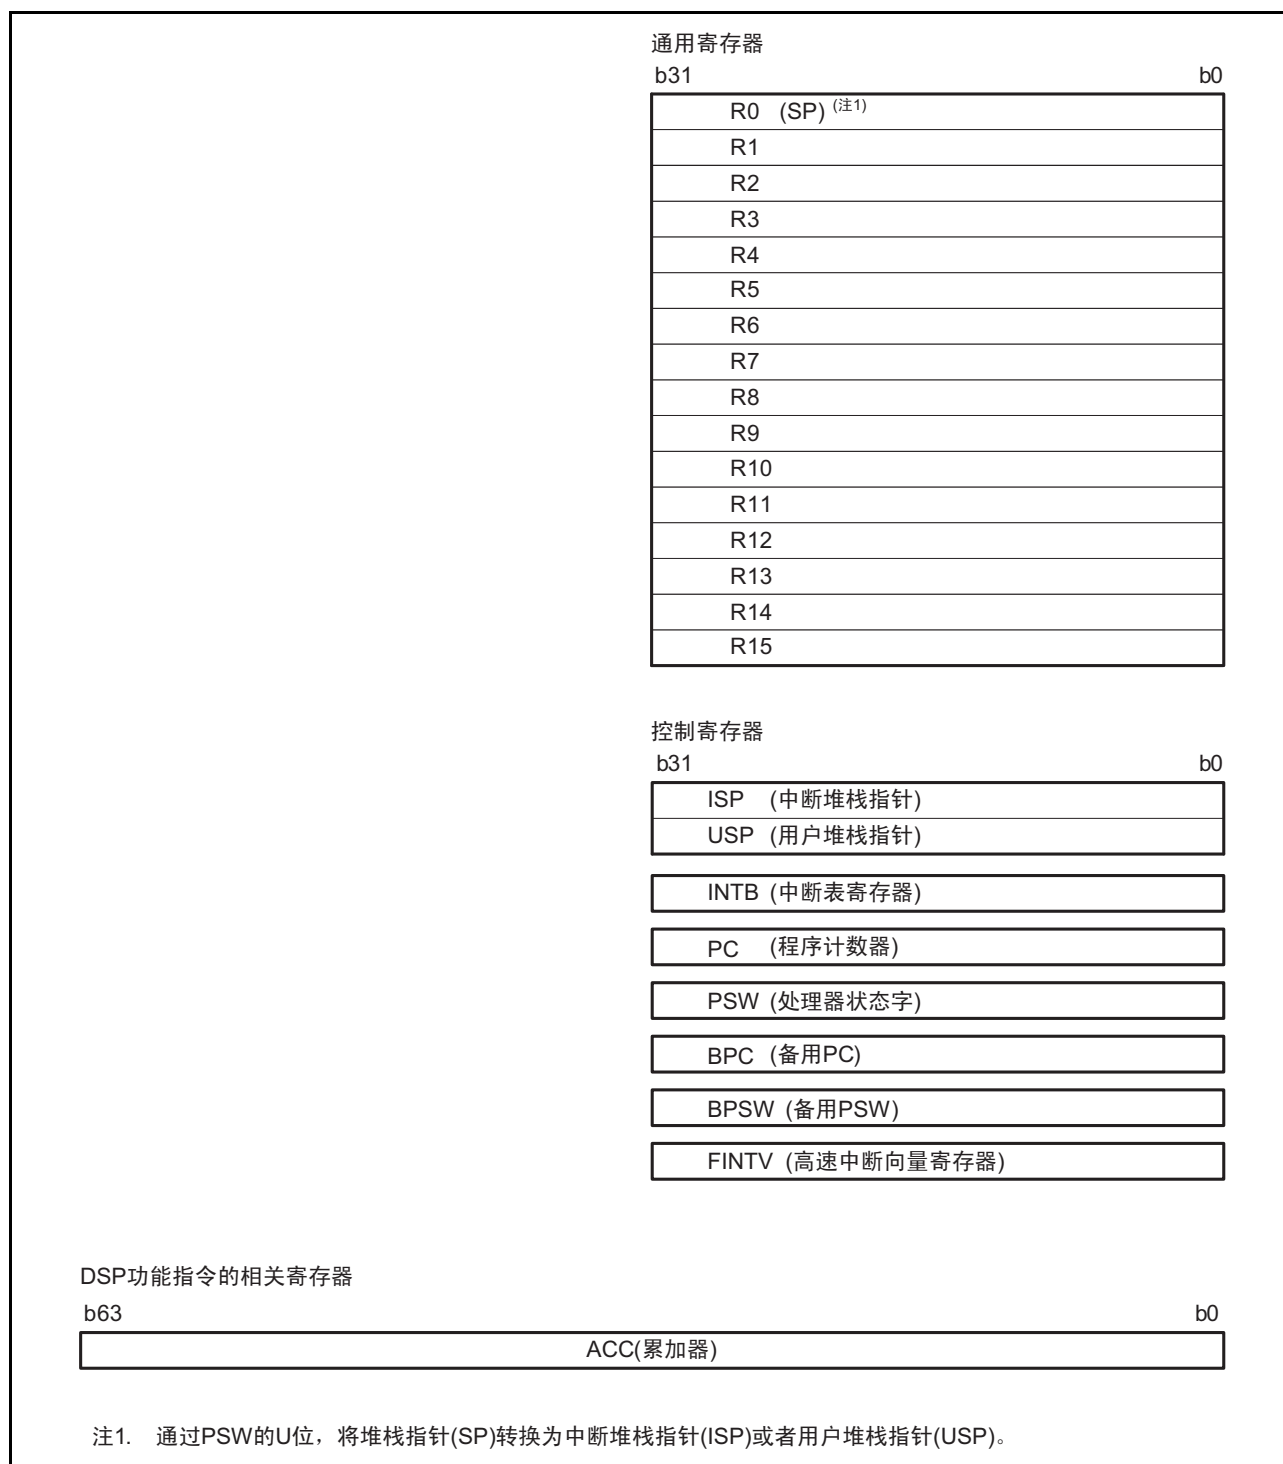 通用寄存器
b31 b0
R0 (SP) (注1)
R1
R2
R3
R4
R5
R6
R7
R8
R9
R10
R11
R12
R13
R14
R15
控制寄存器
b31 b0
ISP (中断堆栈指针)
USP (用户堆栈指针)
INTB (中断表寄存器)
PC (程序计数器)
PSW (处理器状态字)
BPC (备用PC)
BPSW (备用PSW)
FINTV (高速中断向量寄存器)
DSP功能指令的相关寄存器
b63 b0
ACC(累加器)
注1. 通过PSW的U位，将堆栈指针(SP)转换为中断堆栈指针(ISP)或者用户堆栈指针(USP)。